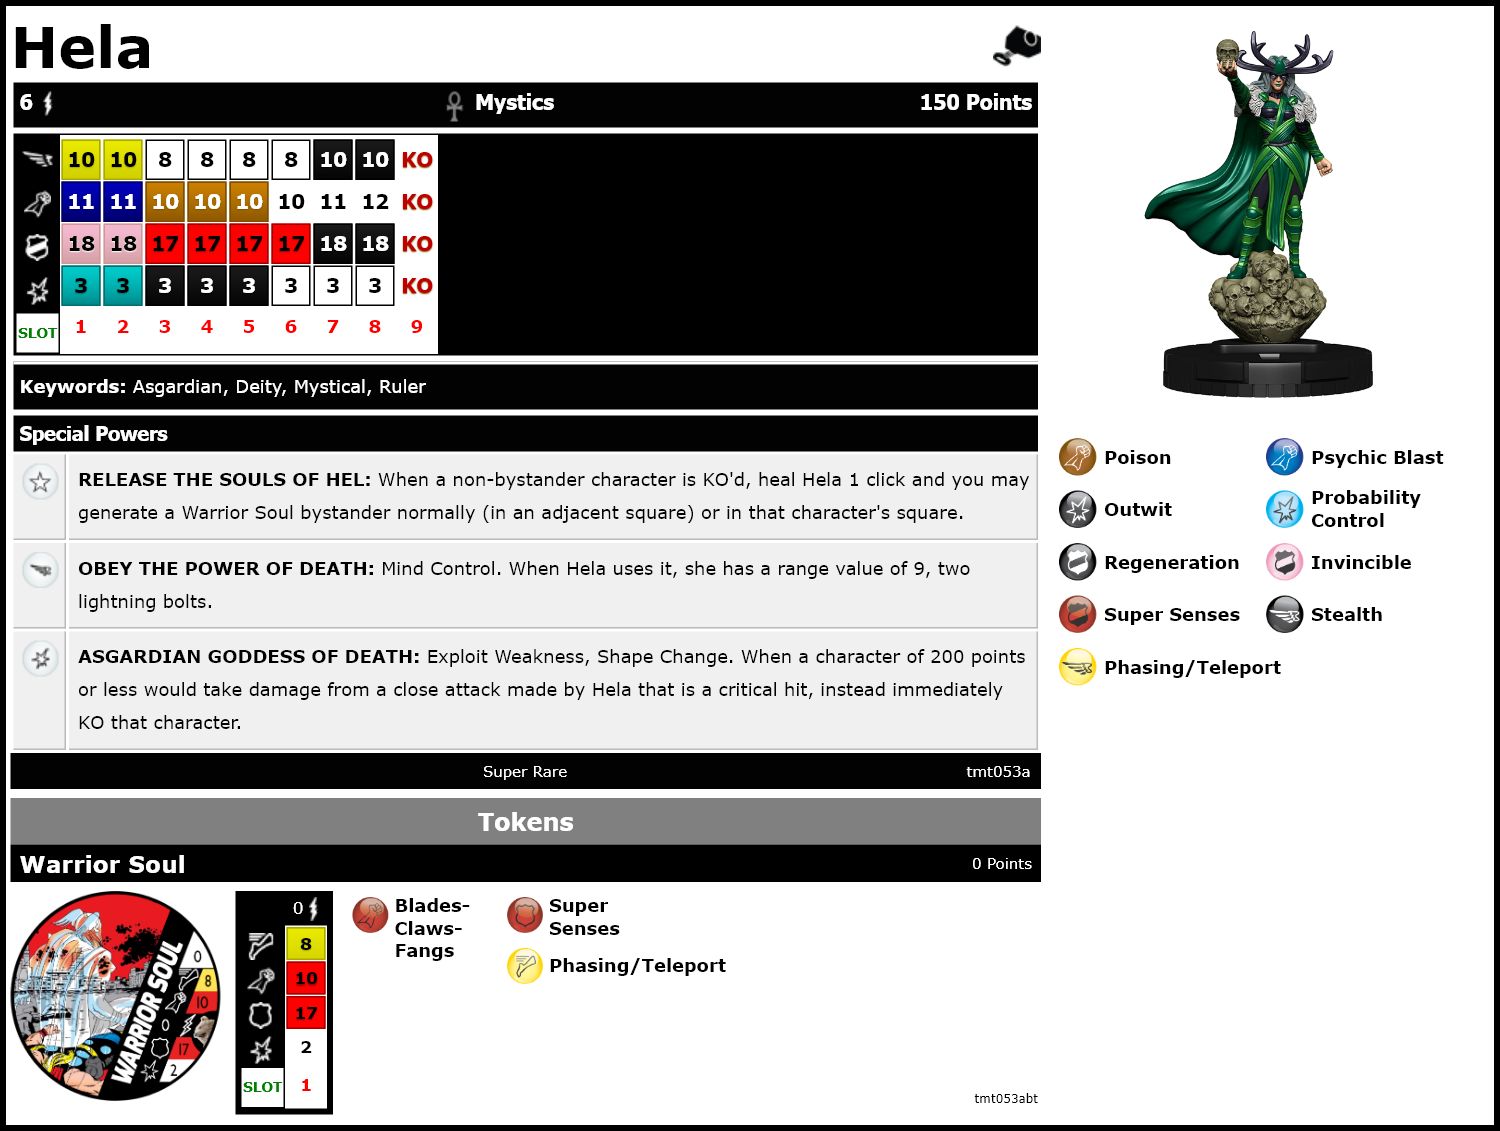 Hela
6 Mystics 150 Points
10 10 8 8 8 8 10 10 KO
11 11 10 10 10 10 11 12 KO
18 18 17 17 17 17 18 18 KO
3 3 3 3 3 3 3 3 KO
SLOT 1 2 3 4 5 6 7 8 9
Keywords: Asgardian, Deity, Mystical, Ruler
Special Powers
RELEASE THE SOULS OF HEL: When a non-bystander character is KO'd, heal Hela 1 click and you may
generate a Warrior Soul bystander normally (in an adjacent square) or in that character's square.
OBEY THE POWER OF DEATH: Mind Control. When Hela uses it, she has a range value of 9, two
lightning bolts.
ASGARDIAN GODDESS OF DEATH: Exploit Weakness, Shape Change. When a character of 200 points
or less would take damage from a close attack made by Hela that is a critical hit, instead immediately
KO that character.
Super Rare tmt053a
Poison Psychic Blast
Outwit Probability
Control
Regeneration Invincible
Super Senses Stealth
Phasing/Teleport
Tokens
Warrior Soul 0 Points
WARRIOR SOUL
0
8
10
0
17
2
0
8
10
17
2
SLOT 1
Blades-
Claws-
Fangs
Super
Senses
Phasing/Teleport
tmt053abt